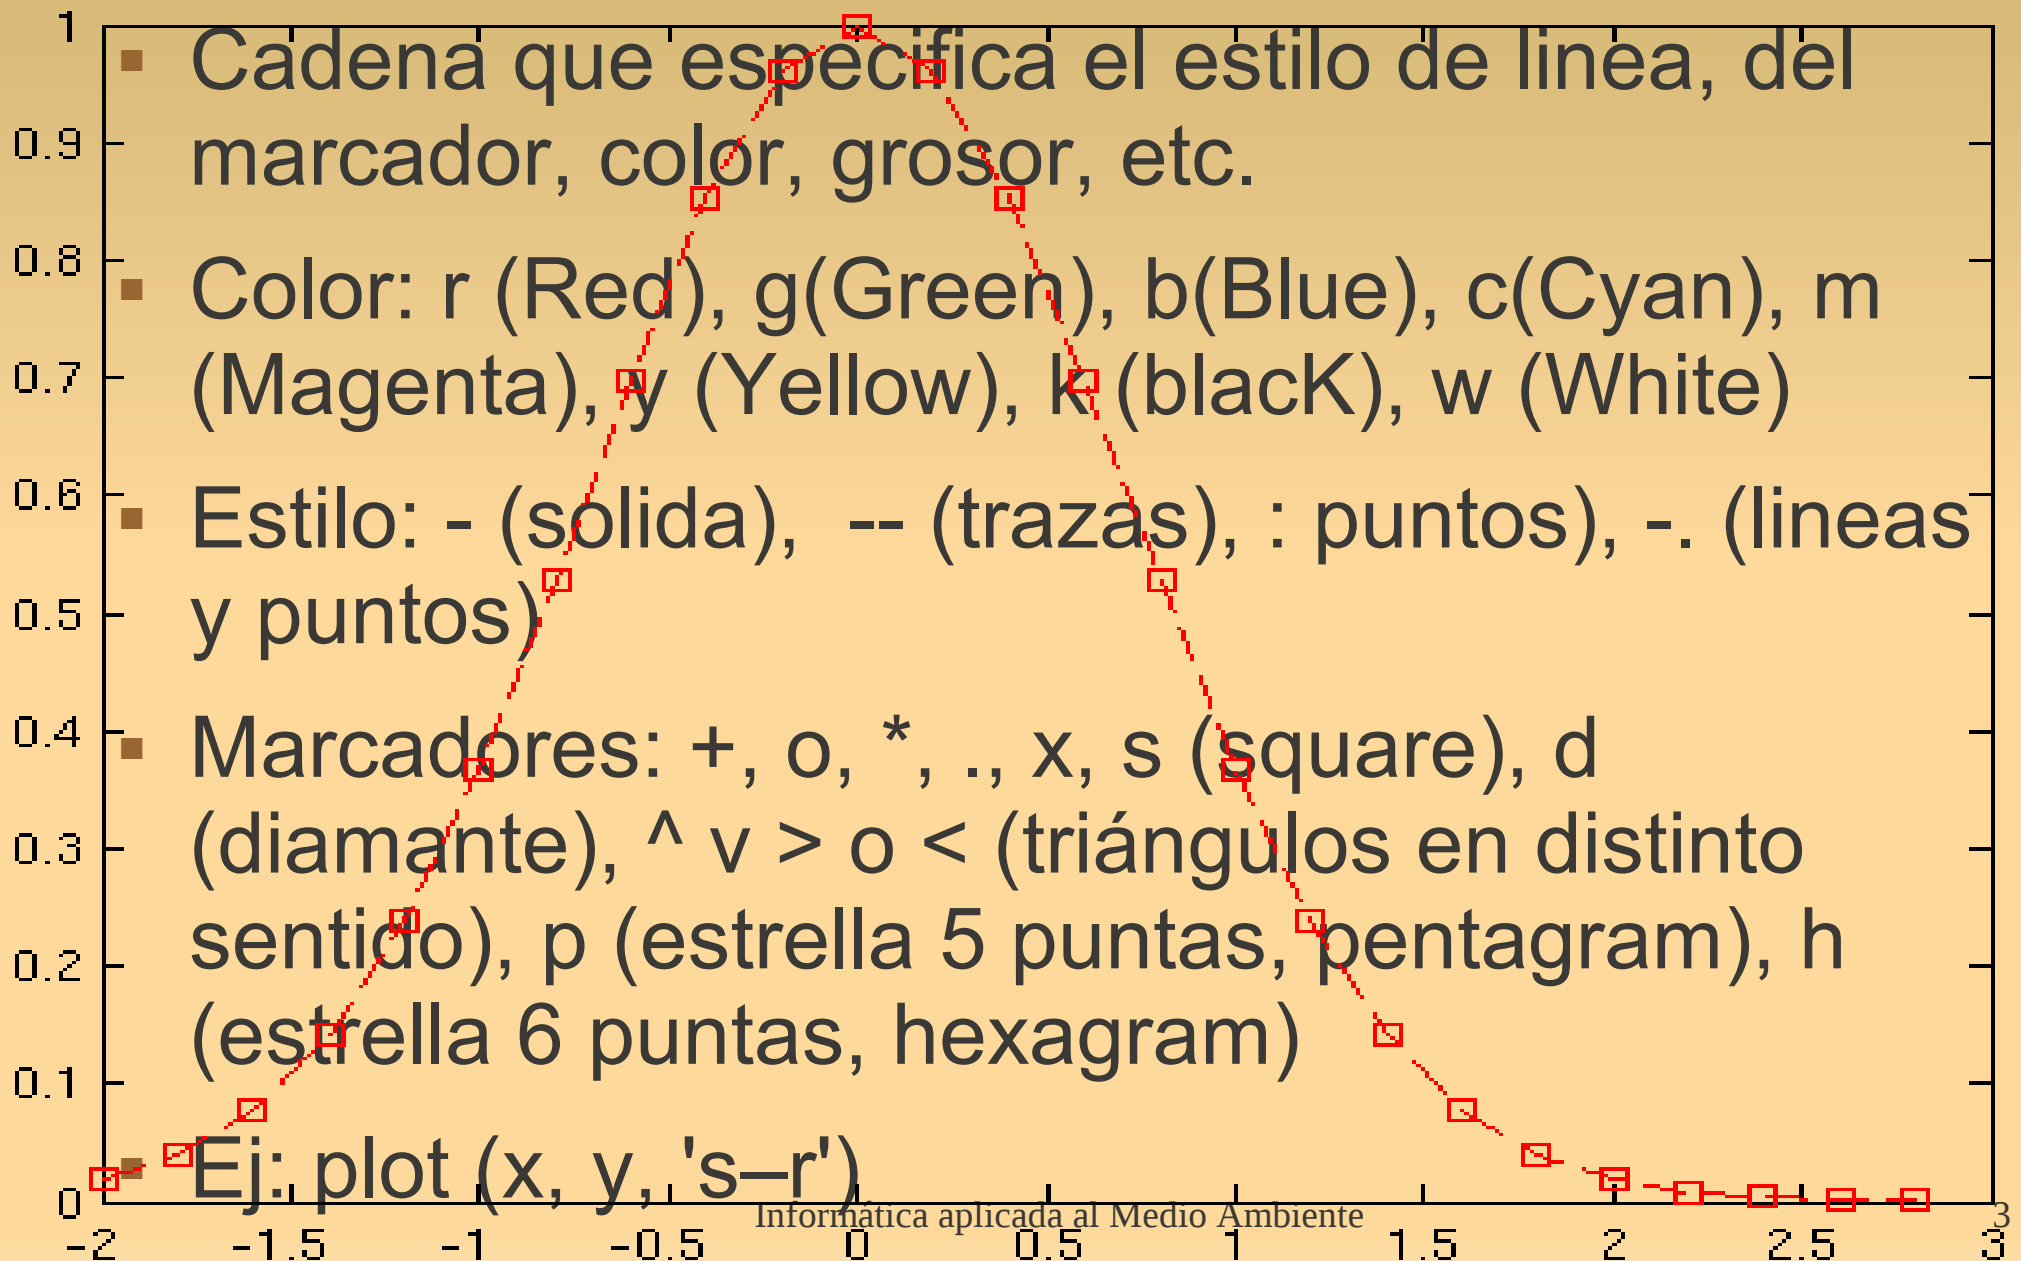 Cadena que especifica el estilo de linea, del
marcador, color, grosor, etc.
Color: r (Red), g(Green), b(Blue), c(Cyan), m
(Magenta), y (Yellow), k (blacK), w (White)
Estilo: - (solida),  -- (trazas), : puntos), -. (lineas
y puntos)
Marcadores: +, o, *, ., x, s (square), d
(diamante), ^ v > o < (triángulos en distinto
sentido), p (estrella 5 puntas, pentagram), h
(estrella 6 puntas, hexagram)
Ej: plot (x, y, 's–r')
Informática aplicada al Medio Ambiente
3
1
0.9
0.8
0.7
0.6
0.5
0.4
0.3
0.2
0.1
0
-2 -1.5 -1 -0.5 0 0.5 1 1.5 2 2.5 3